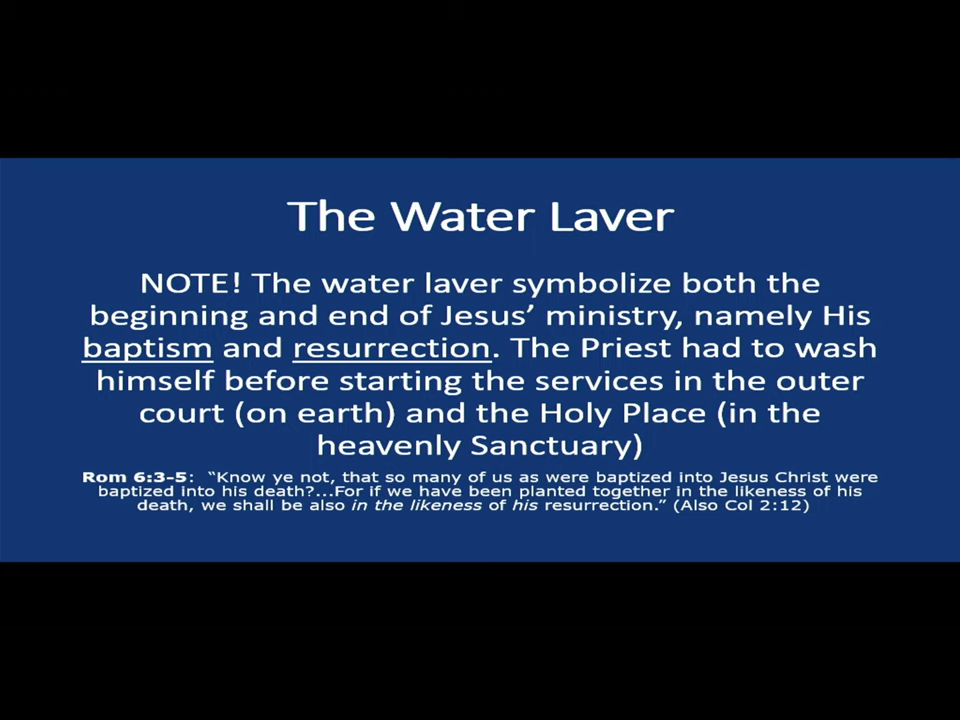 The Water Laver
NOTE! The water laver symbolize both the
beginning and end of Jesus’ ministry, namely His
baptism and resurrection. The Priest had to wash
himself before starting the services in the outer
court (on earth) and the Holy Place (in the
heavenly Sanctuary)
Rom 6:3-5: “Know ye not, that so many of us as were baptized into Jesus Christ were
baptized into his death?...For if we have been planted together in the likeness of his
death, we shall be also in the likeness of his resurrection.” (Also Col 2:12)